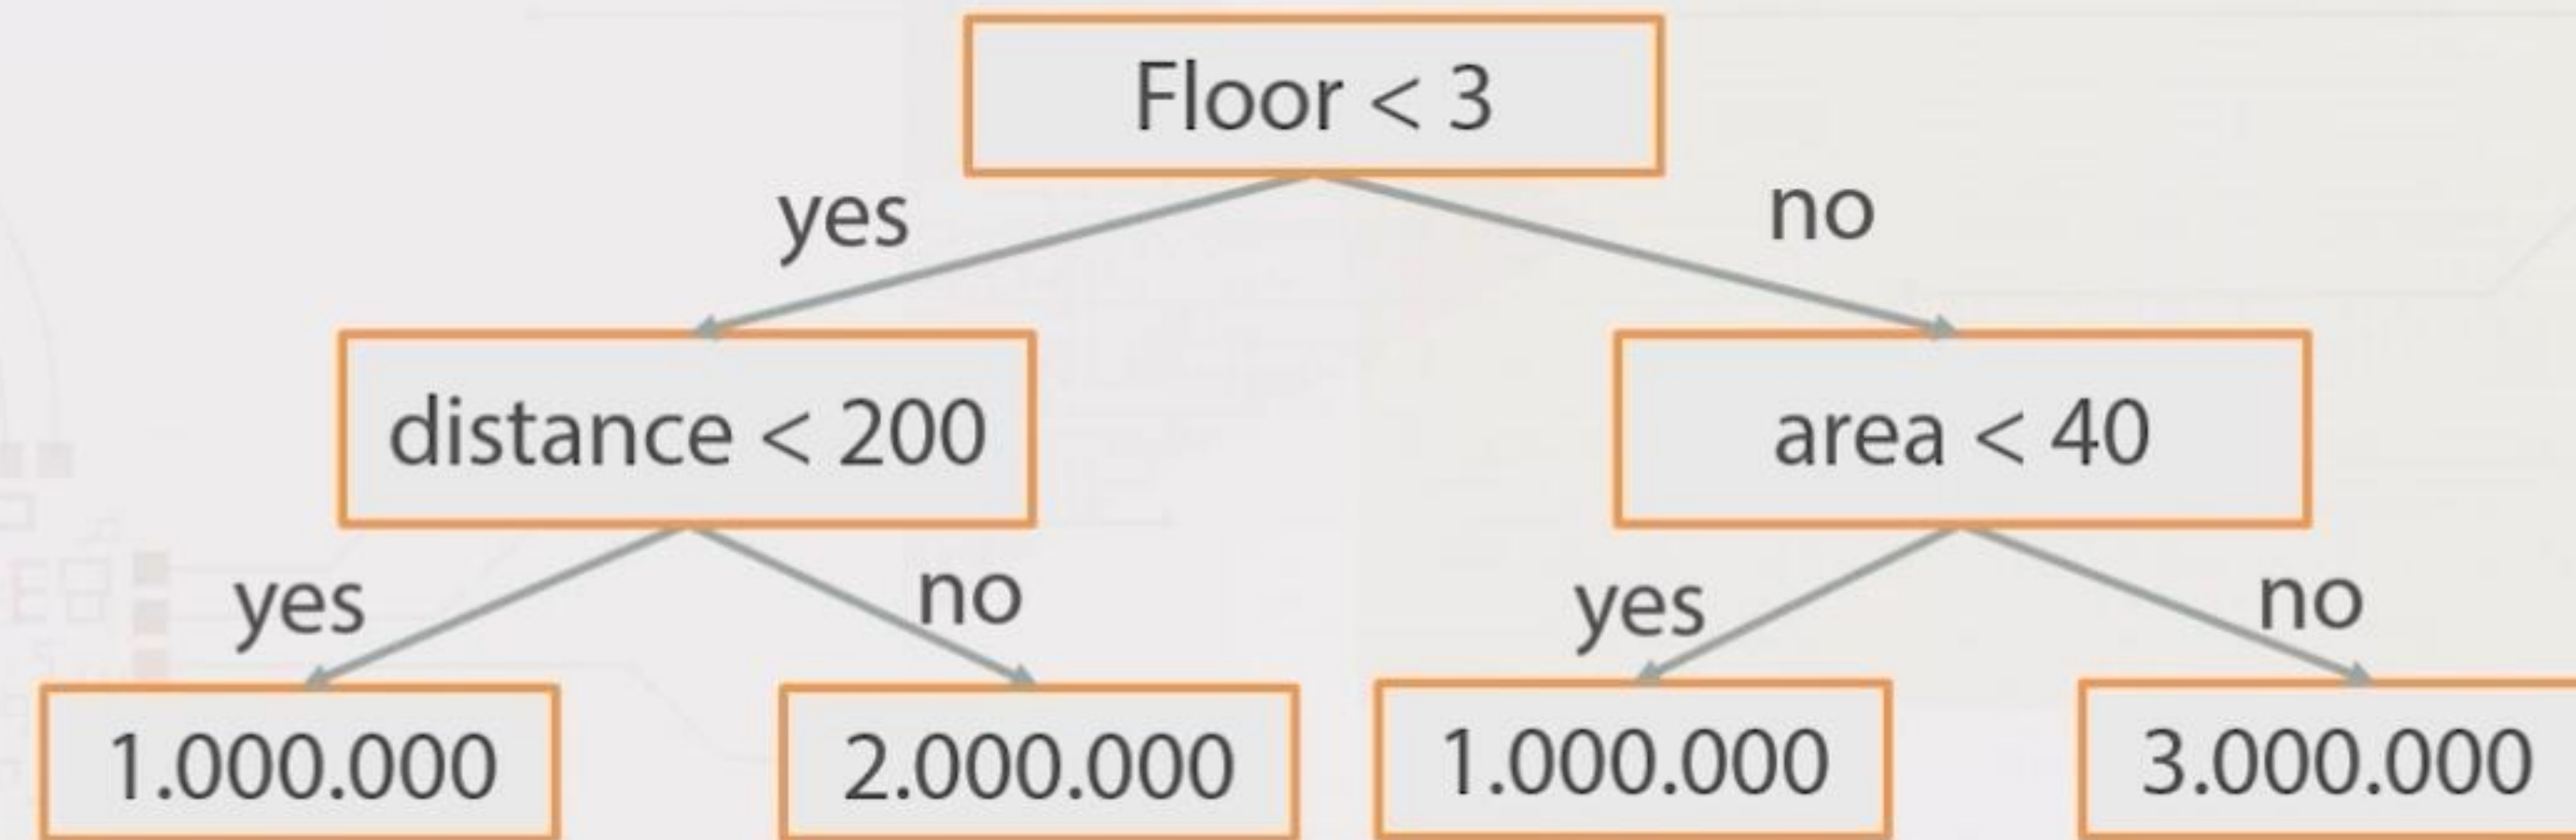 Floor < 3
yes
no
distance < 200
area < 40
yes
no
yes
no
1.000.000
2.000.000
1.000.000
3.000.000